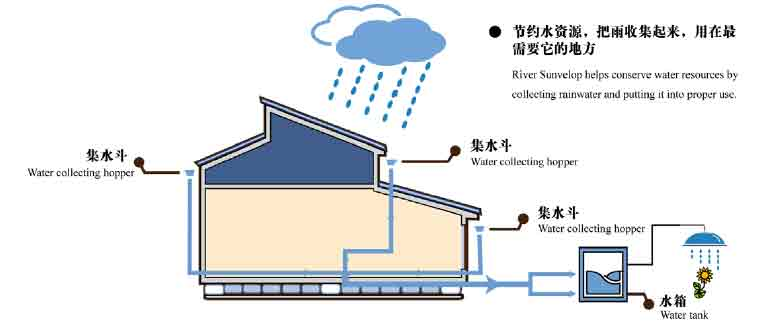 节约水资源，把雨收集起来，用在最
需要它的地方
River Sunvelop helps conserve water resources by
collecting rainwater and putting it into proper use.
集水斗
Water collecting hopper
集水斗
Water collecting hopper
集水斗
Water collecting hopper
水箱
Water tank